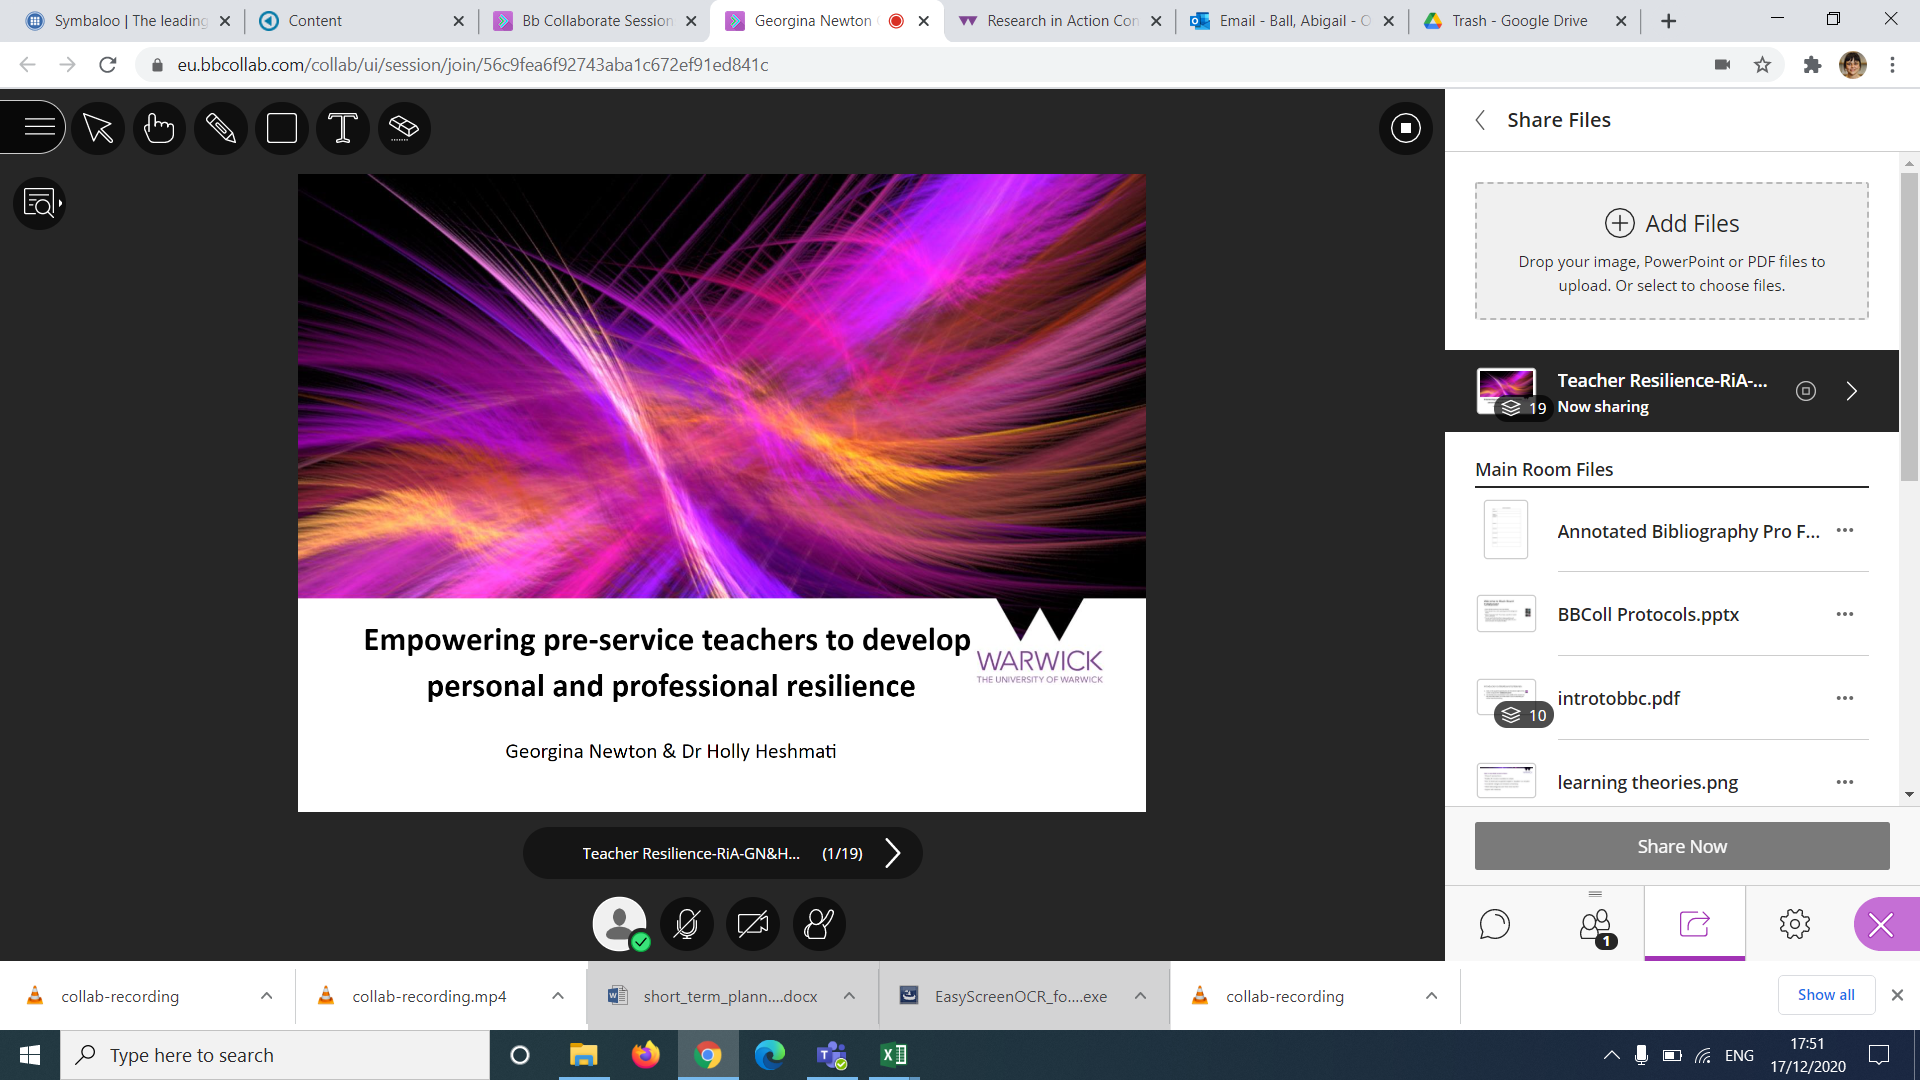 Symbaloo | The leading
Content
Bb Collaborate Session
Georgina Newton
Research in Action Con
Email - Ball, Abigail - O
Trash - Google Drive
eu.bbcollab.com/collab/ui/session/join/56c9fea6f92743aba1c672ef91ed841c
Share Files
Add Files
Drop your image, PowerPoint or PDF files to
upload. Or select to choose files.
Teacher Resilience-RiA-...
19
Now sharing
Main Room Files
Annotated Bibliography Pro F...
BBColl Protocols.pptx
introtobbc.pdf
10
learning theories.png
Share Now
1
Empowering pre-service teachers to develop
personal and professional resilience
WARWICK
THE UNIVERSITY OF WARWICK
Georgina Newton & Dr Holly Heshmati
Teacher Resilience-RiA-GN&H... (1/19)
collab-recording
collab-recording.mp4
short_term_plann....docx
EasyScreenOCR_fo....exe
collab-recording
Show all
Type here to search
ENG
17:51
17/12/2020